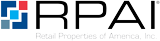 RPAI
Retail Properties of America, Inc.